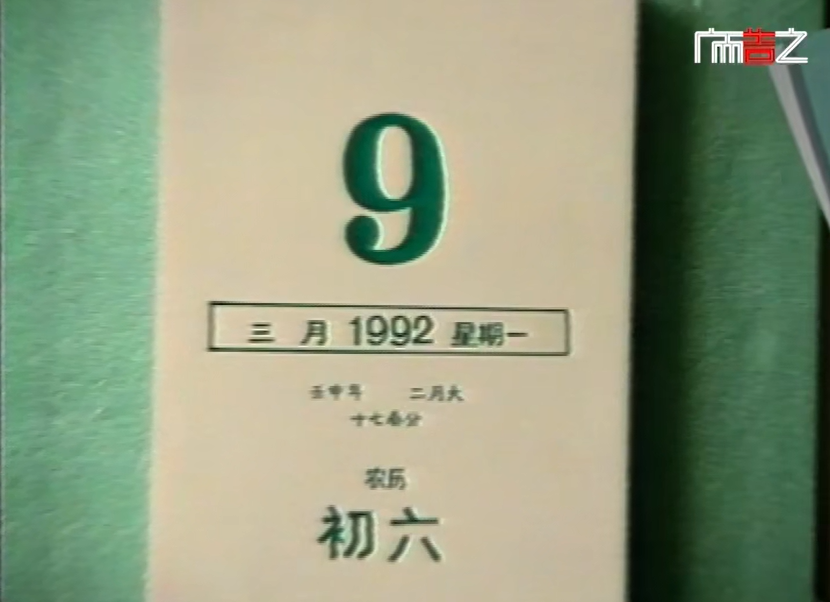 广而告之
9
三月 1992 星期一
壬申年 二月大
十七春分
农历
初六